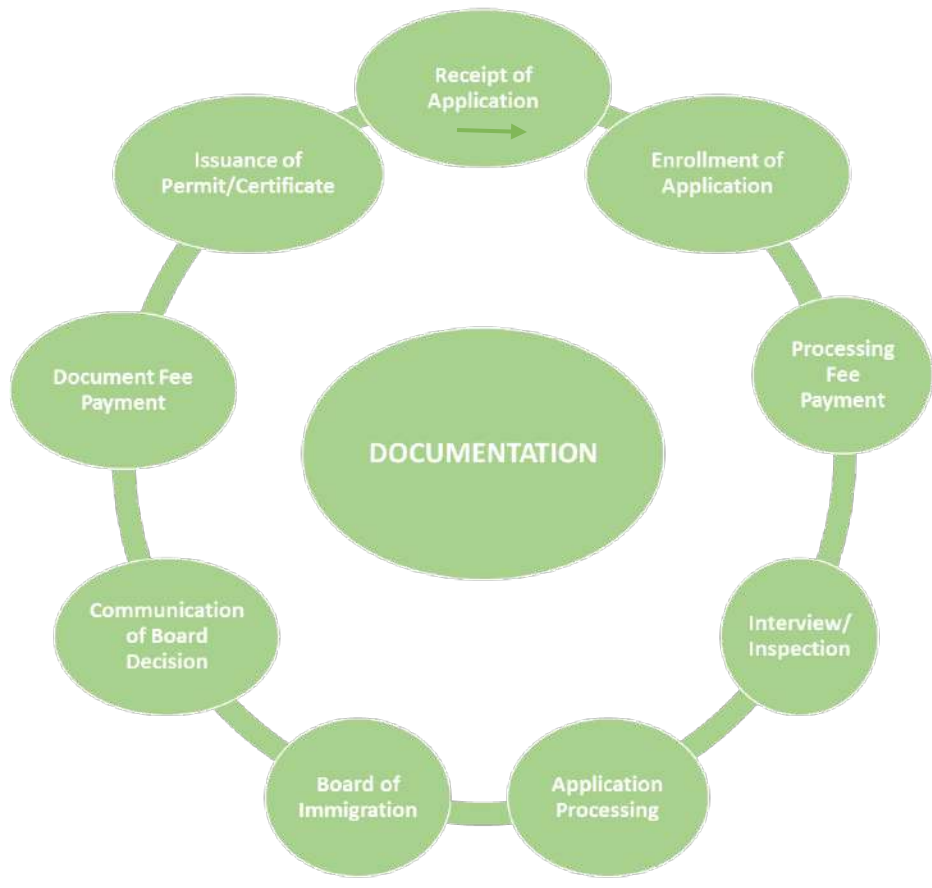 Receipt of
Application
Enrollment of
Application
Processing
Fee
Payment
Interview/
Inspection
Application
Processing
Board of
Immigration
Communication
of Board
Decision
Document Fee
Payment
Issuance of
Permit/Certificate
DOCUMENTATION